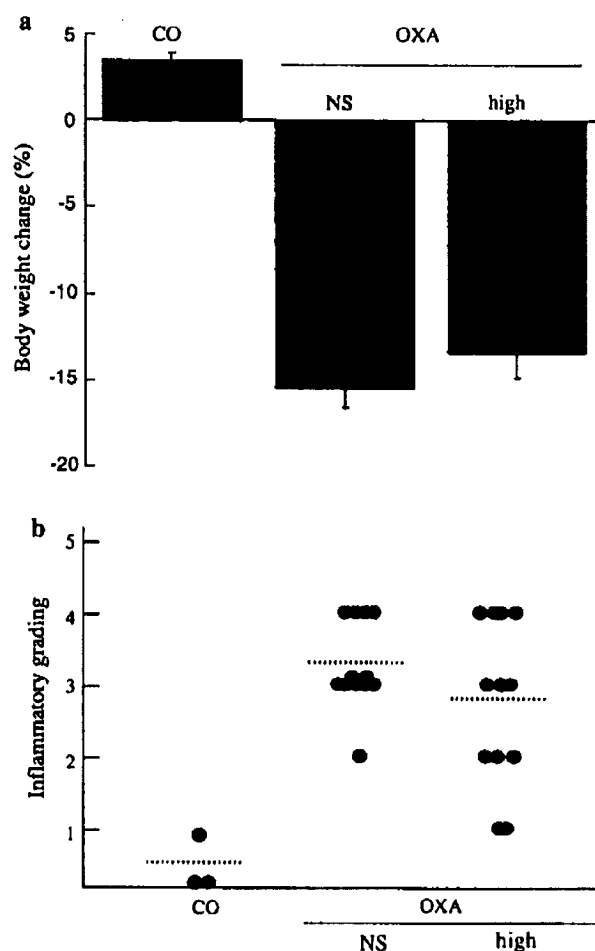 a
5
CO
OXA
NS
high
0
-5
-10
-15
-20
Body weight change (%)
b
5
4
3
2
1
Inflammatory grading
CO
OXA
NS
high